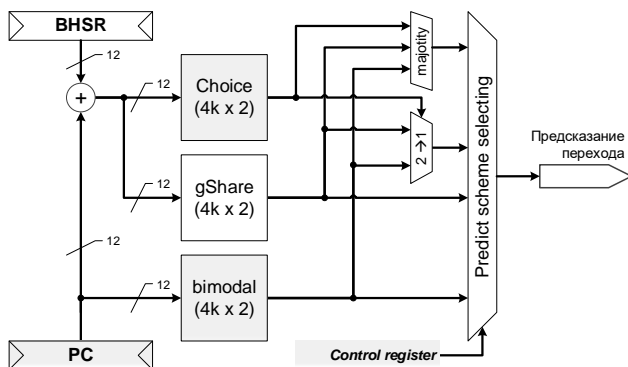 BHSR
12
12
Choice
(4k x 2)
majotity
+
2→1
Предсказание
перехода
12
gShare
(4k x 2)
Predict scheme selecting
12
12
bimodal
(4k x 2)
PC
Control register